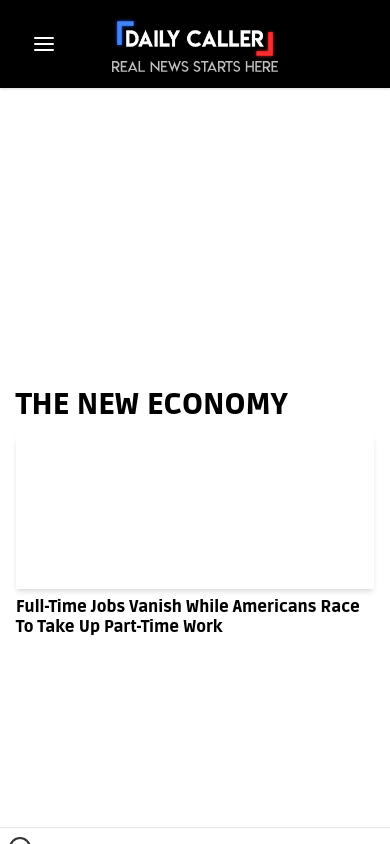 DAILY CALLER
REAL NEWS STARTS HERE
THE NEW ECONOMY
Full-Time Jobs Vanish While Americans Race
To Take Up Part-Time Work